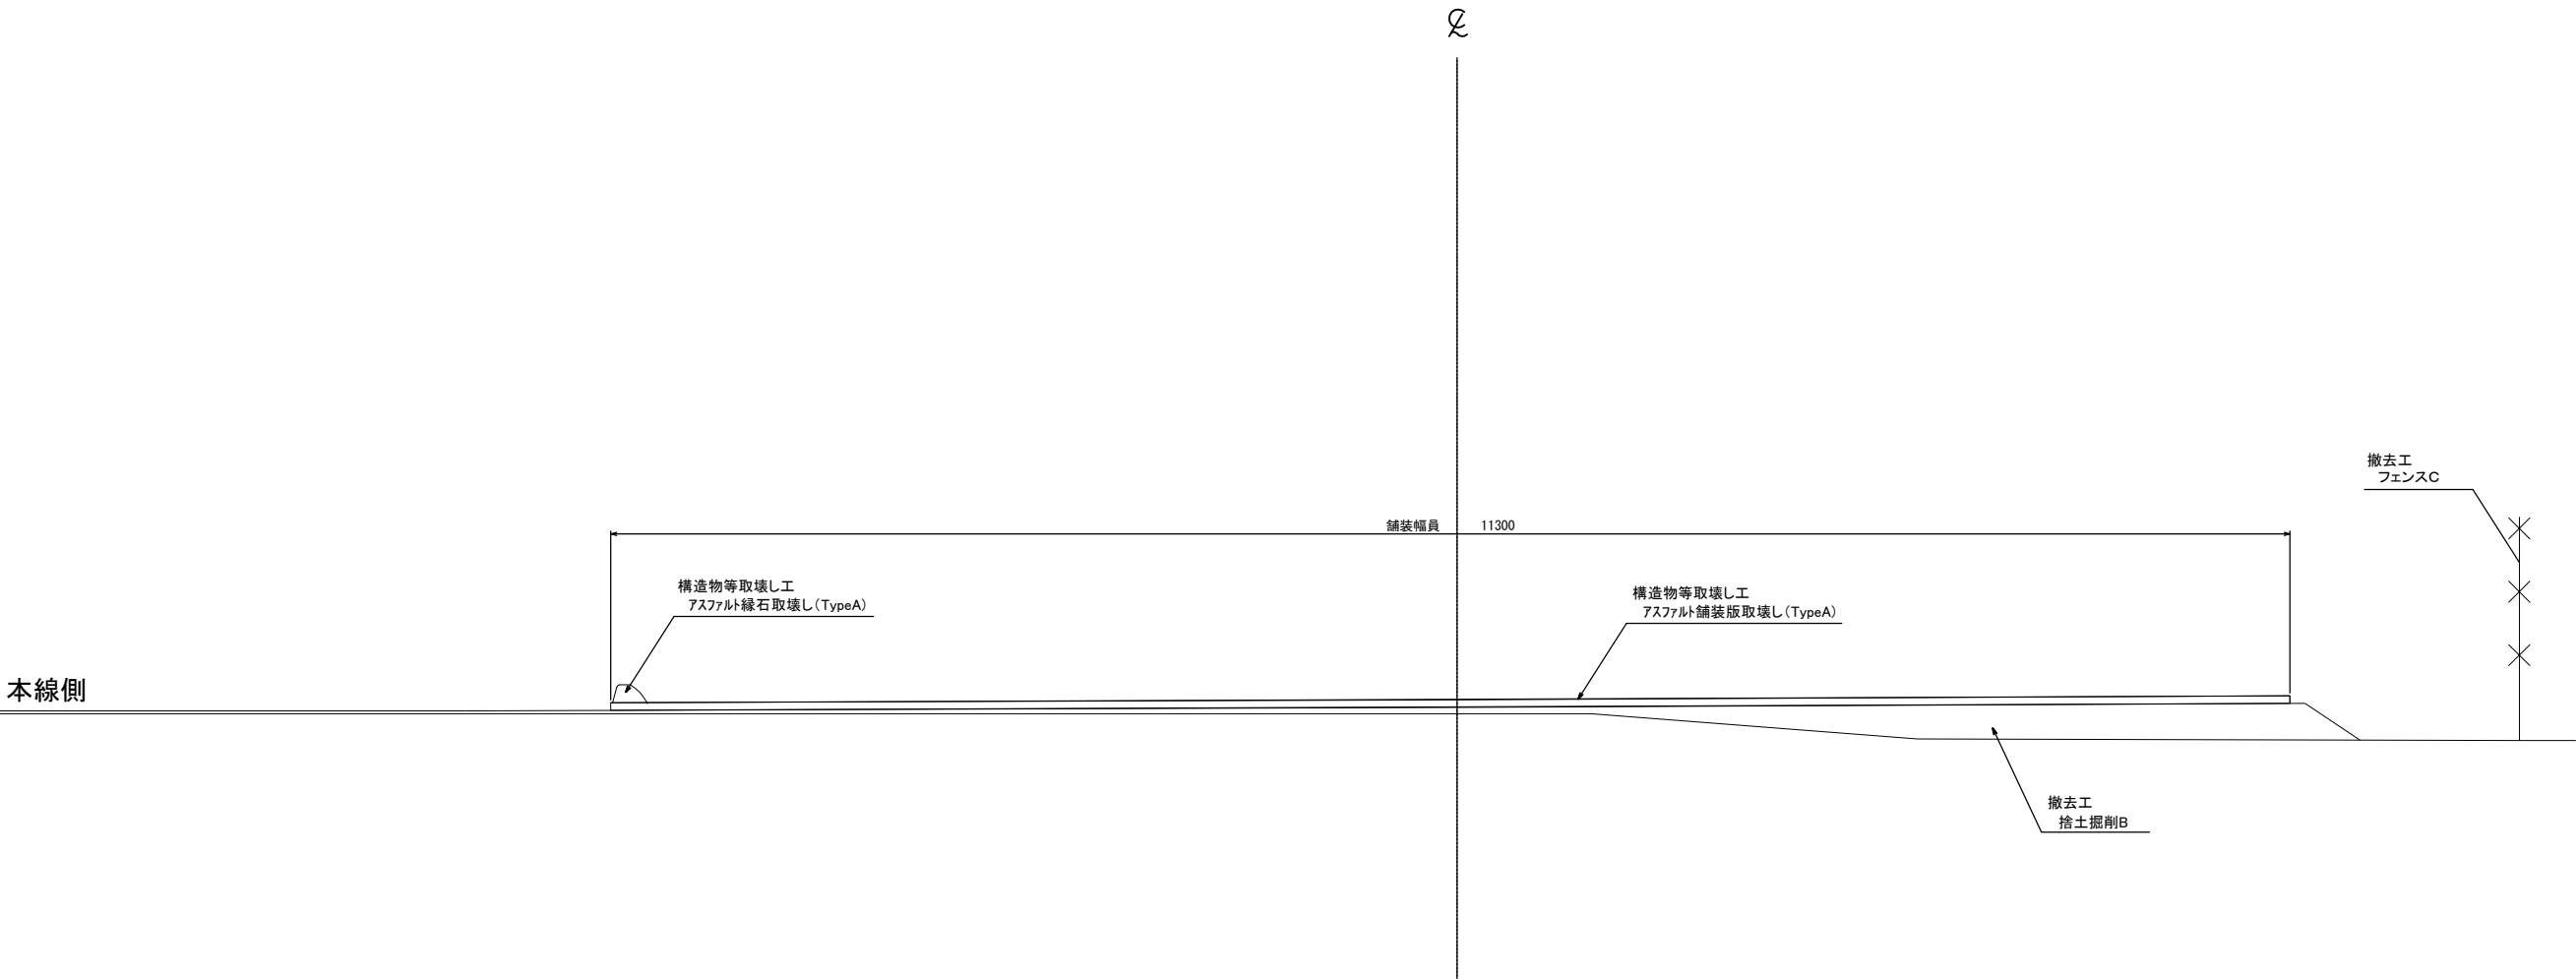 ℄
撤去工
フェンスC
舗装幅員 11300
構造物等取壊し工
ｱｽﾌｧﾙﾄ縁石取壊し(TypeA)
構造物等取壊し工
ｱｽﾌｧﾙﾄ舗装版取壊し(TypeA)
本線側
撤去工
捨土掘削B